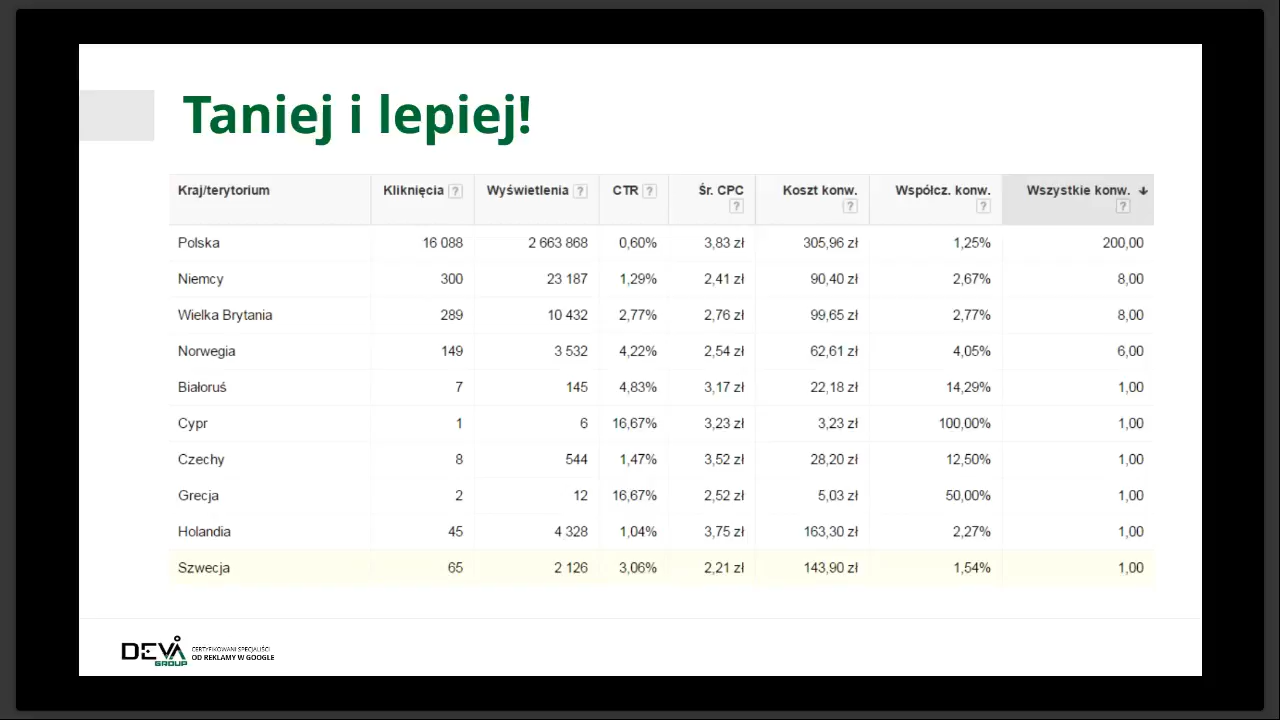 Taniej i lepiej!
Kraj/terytorium Kliknięcia ? Wyświetlenia ? CTR ? Śr. CPC ? Koszt konw. ? Współcz. konw. ? Wszystkie konw. ↓ ?
Polska 16 088 2 663 868 0,60% 3,83 zł 305,96 zł 1,25% 200,00
Niemcy 300 23 187 1,29% 2,41 zł 90,40 zł 2,67% 8,00
Wielka Brytania 289 10 432 2,77% 2,76 zł 99,65 zł 2,77% 8,00
Norwegia 149 3 532 4,22% 2,54 zł 62,61 zł 4,05% 6,00
Białoruś 7 145 4,83% 3,17 zł 22,18 zł 14,29% 1,00
Cypr 1 6 16,67% 3,23 zł 3,23 zł 100,00% 1,00
Czechy 8 544 1,47% 3,52 zł 28,20 zł 12,50% 1,00
Grecja 2 12 16,67% 2,52 zł 5,03 zł 50,00% 1,00
Holandia 45 4 328 1,04% 3,75 zł 163,30 zł 2,27% 1,00
Szwecja 65 2 126 3,06% 2,21 zł 143,90 zł 1,54% 1,00
DEVA GROUP
CERTYFIKOWANI SPECJALIŚCI
OD REKLAMY W GOOGLE